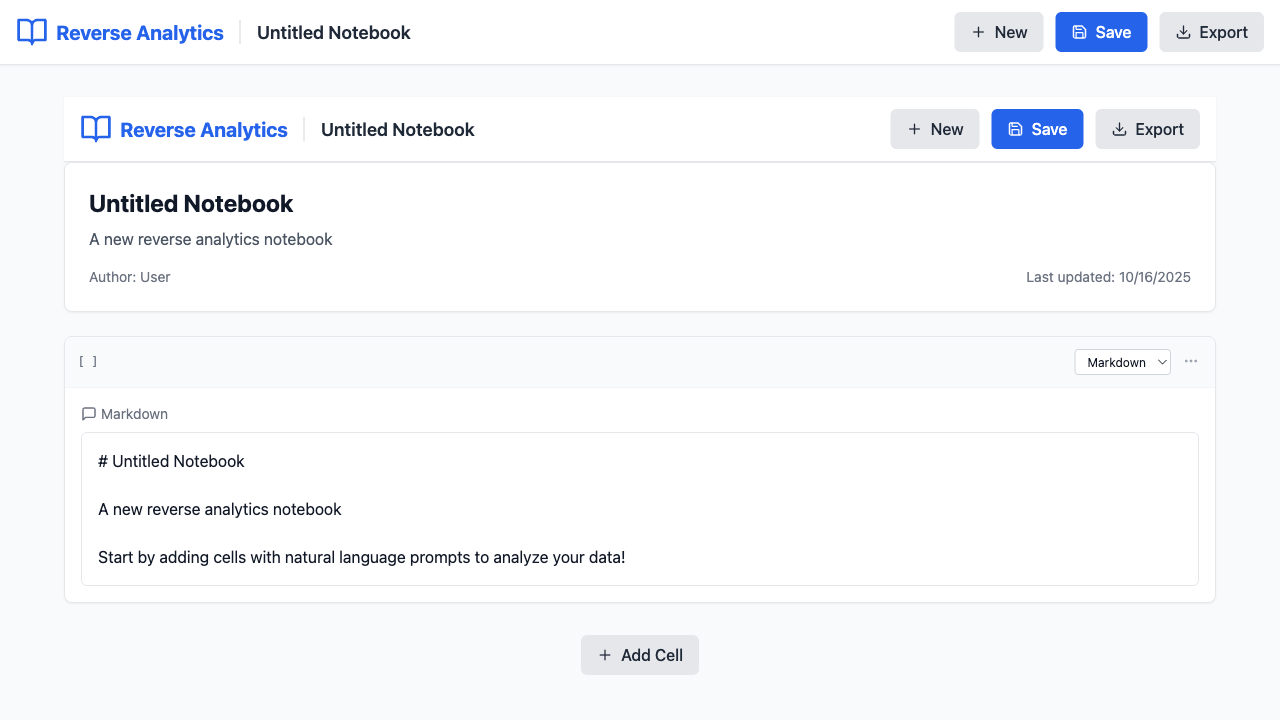 Reverse Analytics Untitled Notebook New Save Export
Reverse Analytics Untitled Notebook New Save Export
Untitled Notebook
A new reverse analytics notebook
Author: User Last updated: 10/16/2025
[ ] Markdown ...
Markdown
# Untitled Notebook
A new reverse analytics notebook
Start by adding cells with natural language prompts to analyze your data!
Add Cell